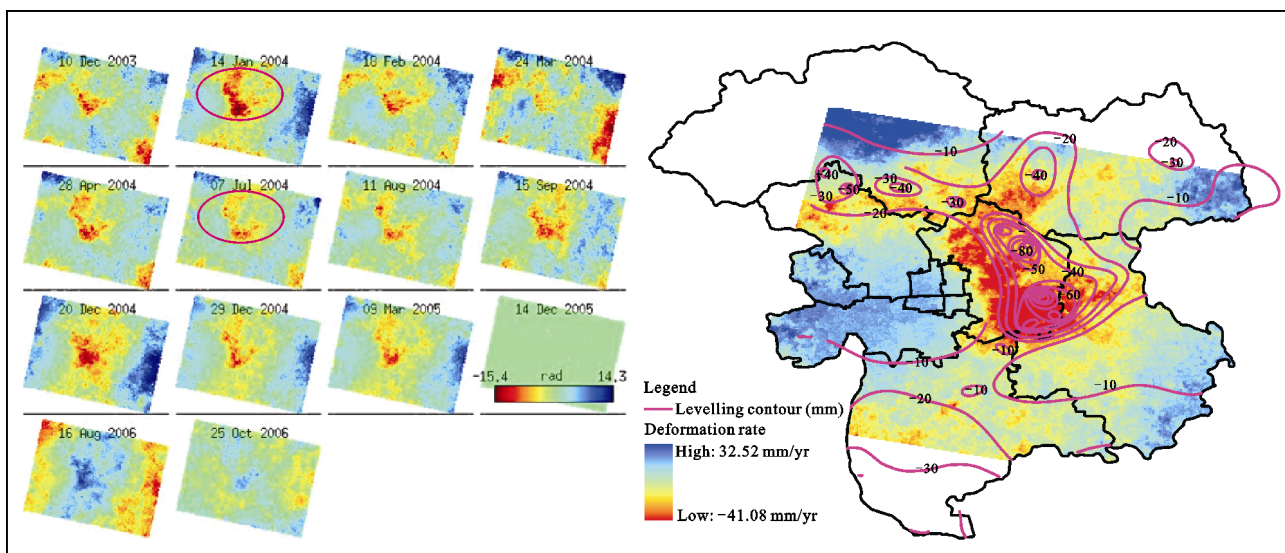 10 Dec 2003
14 Jan 2004
18 Feb 2004
24 Mar 2004
28 Apr 2004
07 Jul 2004
11 Aug 2004
15 Sep 2004
20 Dec 2004
29 Dec 2004
09 Mar 2005
14 Dec 2005
-15.4 rad 14.3
16 Aug 2006
25 Oct 2006
-20
-10
-20
-30
-40
-50
-30
-30
-40
-40
-30
-20
-10
-80
-50
-40
-60
-10
-10
-10
-10
-20
-30
Legend
Levelling contour (mm)
Deformation rate
High: 32.52 mm/yr
Low: −41.08 mm/yr